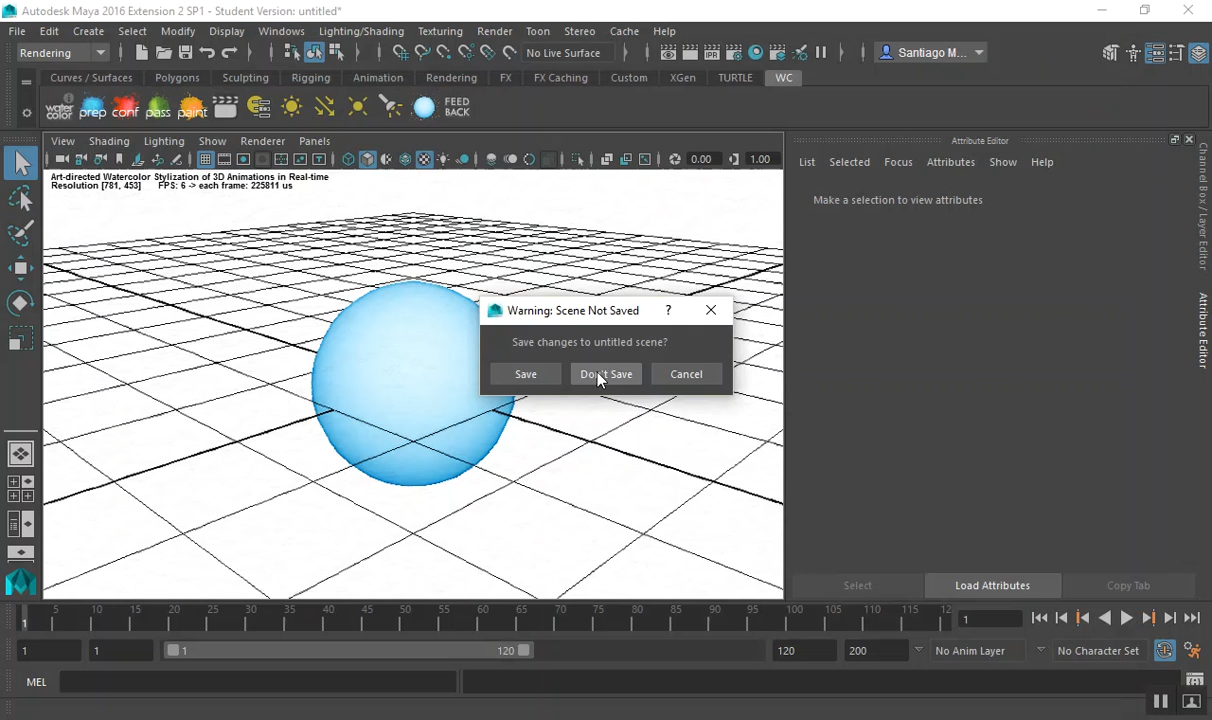 Autodesk Maya 2016 Extension 2 SP1 - Student Version: untitled*
File Edit Create Select Modify Display Windows Lighting/Shading Texturing Render Toon Stereo Cache Help
Rendering No Live Surface IPR Santiago M...
Curves / Surfaces Polygons Sculpting Rigging Animation Rendering FX FX Caching Custom XGen TURTLE WC
water color prep conf pass paint FEED BACK
View Shading Lighting Show Renderer Panels
0.00 1.00
Art-directed Watercolor Stylization of 3D Animations in Real-time
Resolution [781, 453] FPS: 6 -> each frame: 225811 us
Attribute Editor
List Selected Focus Attributes Show Help
Make a selection to view attributes
Channel Box / Layer Editor
Attribute Editor
Warning: Scene Not Saved ?
Save changes to untitled scene?
Save Don't Save Cancel
Select Load Attributes Copy Tab
5 10 15 20 25 30 35 40 45 50 55 60 65 70 75 80 85 90 95 100 105 110 115 12
1 1
1 1 1 120 120 200 No Anim Layer No Character Set
MEL